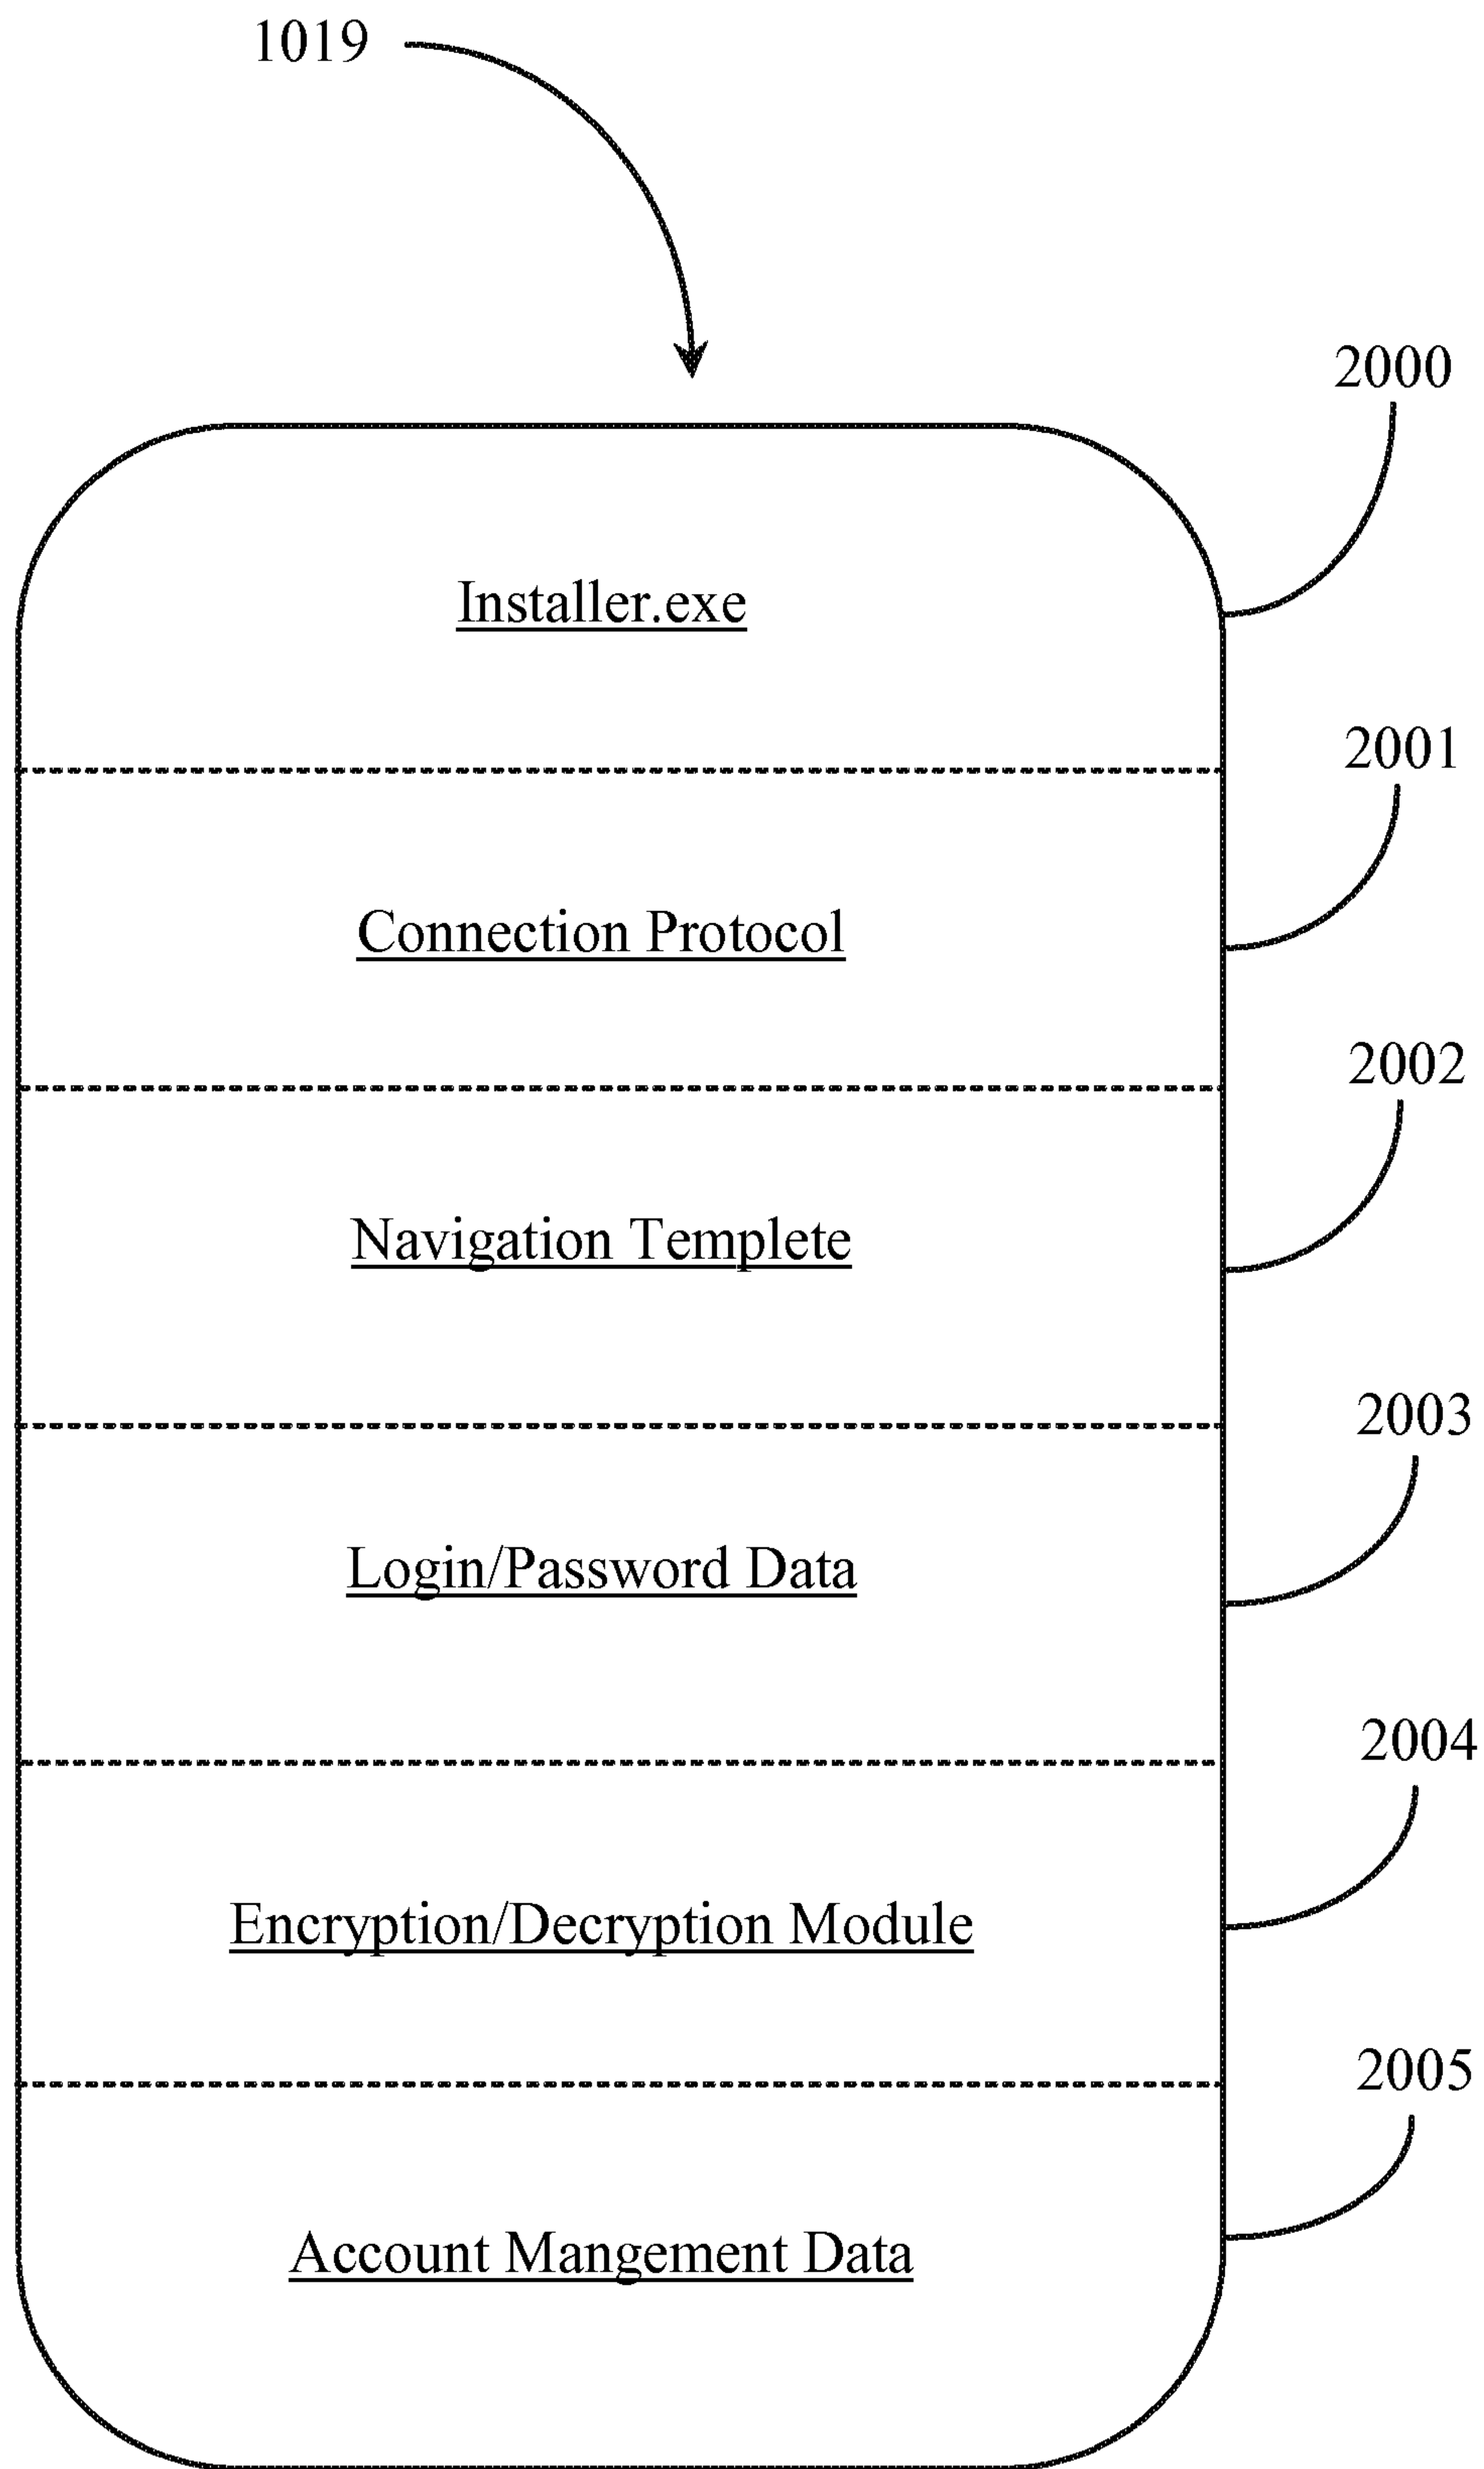 1019
2000
Installer.exe
2001
Connection Protocol
2002
Navigation Templete
2003
Login/Password Data
2004
Encryption/Decryption Module
2005
Account Mangement Data